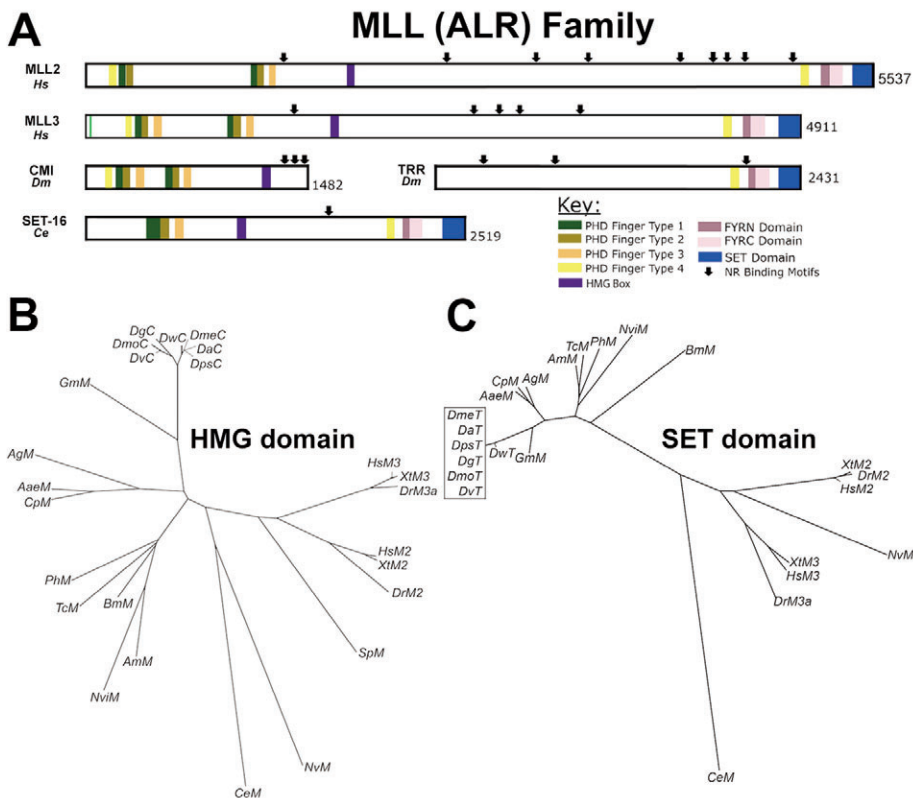 A
MLL (ALR) Family
MLL2
Hs
5537
MLL3
Hs
4911
CMI
Dm
1482
TRR
Dm
2431
SET-16
Ce
2519
Key:
PHD Finger Type 1
PHD Finger Type 2
PHD Finger Type 3
PHD Finger Type 4
HMG Box
FYRN Domain
FYRC Domain
SET Domain
NR Binding Motifs
B
HMG domain
DgC
DwC
DmeC
DmoC
DaC
DvC
DpsC
GmM
AgM
AaeM
CpM
PhM
TcM
BmM
AmM
NviM
CeM
NvM
SpM
HsM3
XtM3
DrM3a
HsM2
XtM2
DrM2
C
SET domain
NviM
PhM
TcM
AmM
BmM
AgM
CpM
AaeM
DmeT
DaT
DpsT
DgT
DmoT
DvT
DwT
GmM
XtM2
DrM2
HsM2
NvM
XtM3
HsM3
DrM3a
CeM